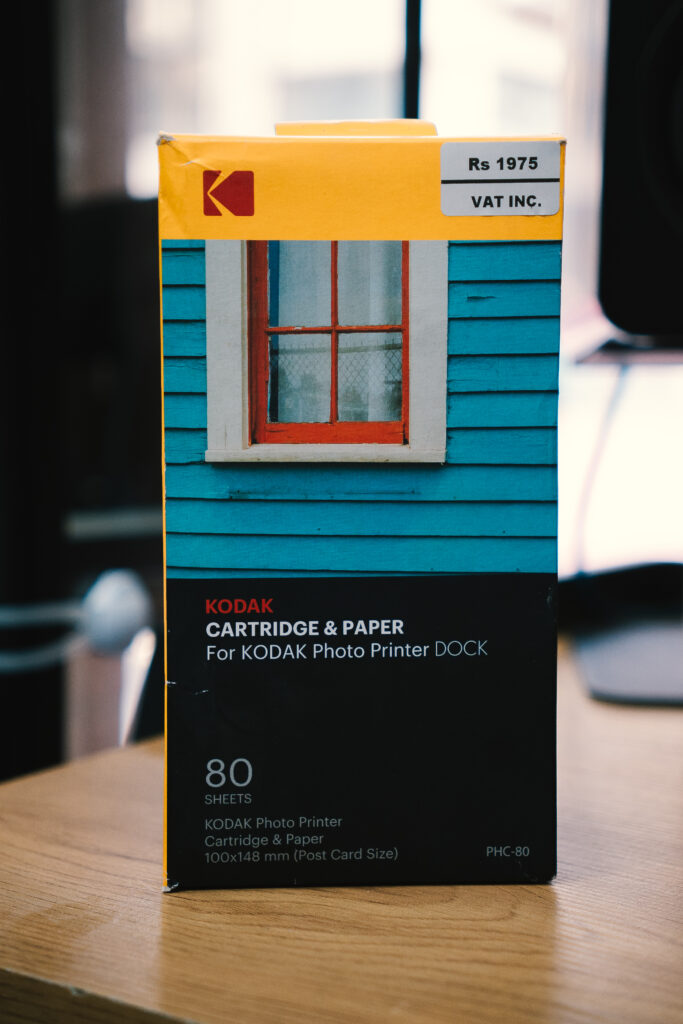 Rs 1975
VAT INC.
KODAK
CARTRIDGE & PAPER
For KODAK Photo Printer DOCK
80
SHEETS
KODAK Photo Printer
Cartridge & Paper
100x148 mm (Post Card Size)
PHC-80